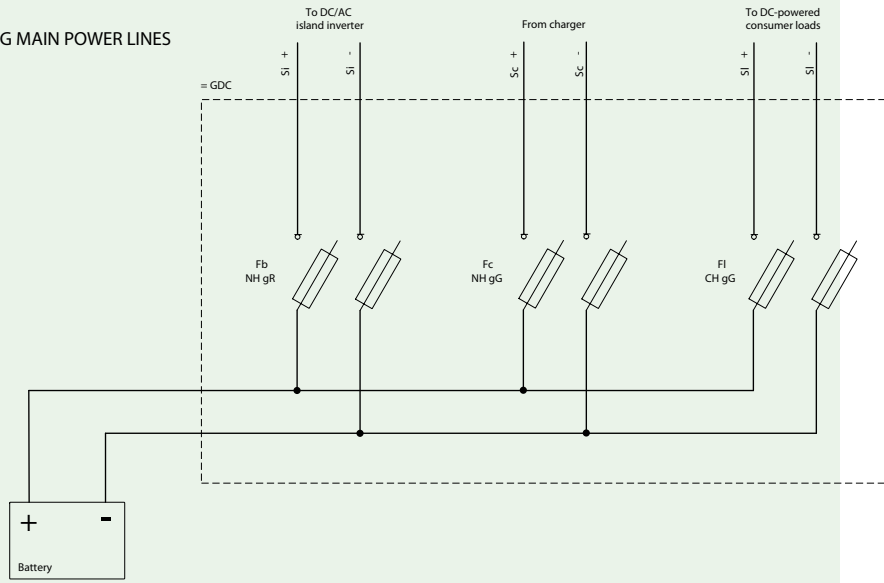 G MAIN POWER LINES
To DC/AC
island inverter
From charger
To DC-powered
consumer loads
Si +
Si -
Sc +
Sc -
Sl +
Sl -
= GDC
Fb
NH gR
Fc
NH gG
Fl
CH gG
+ -
Battery